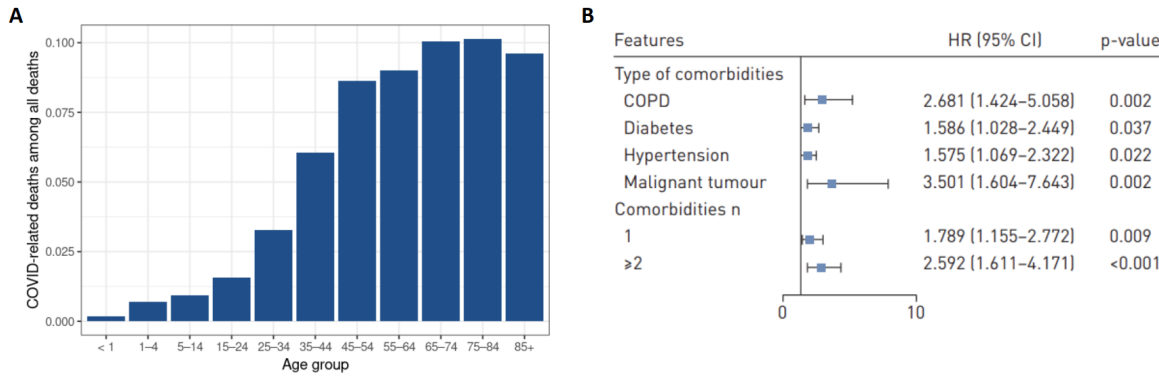 A
COVID-related deaths among all deaths
0.100
0.075
0.050
0.025
0.000
< 1 1–4 5–14 15–24 25–34 35–44 45–54 55–64 65–74 75–84 85+
Age group
B
Features HR (95% CI) p-value
Type of comorbidities
COPD 2.681 (1.424–5.058) 0.002
Diabetes 1.586 (1.028–2.449) 0.037
Hypertension 1.575 (1.069–2.322) 0.022
Malignant tumour 3.501 (1.604–7.643) 0.002
Comorbidities n
1 1.789 (1.155–2.772) 0.009
≥2 2.592 (1.611–4.171) <0.001
0 10